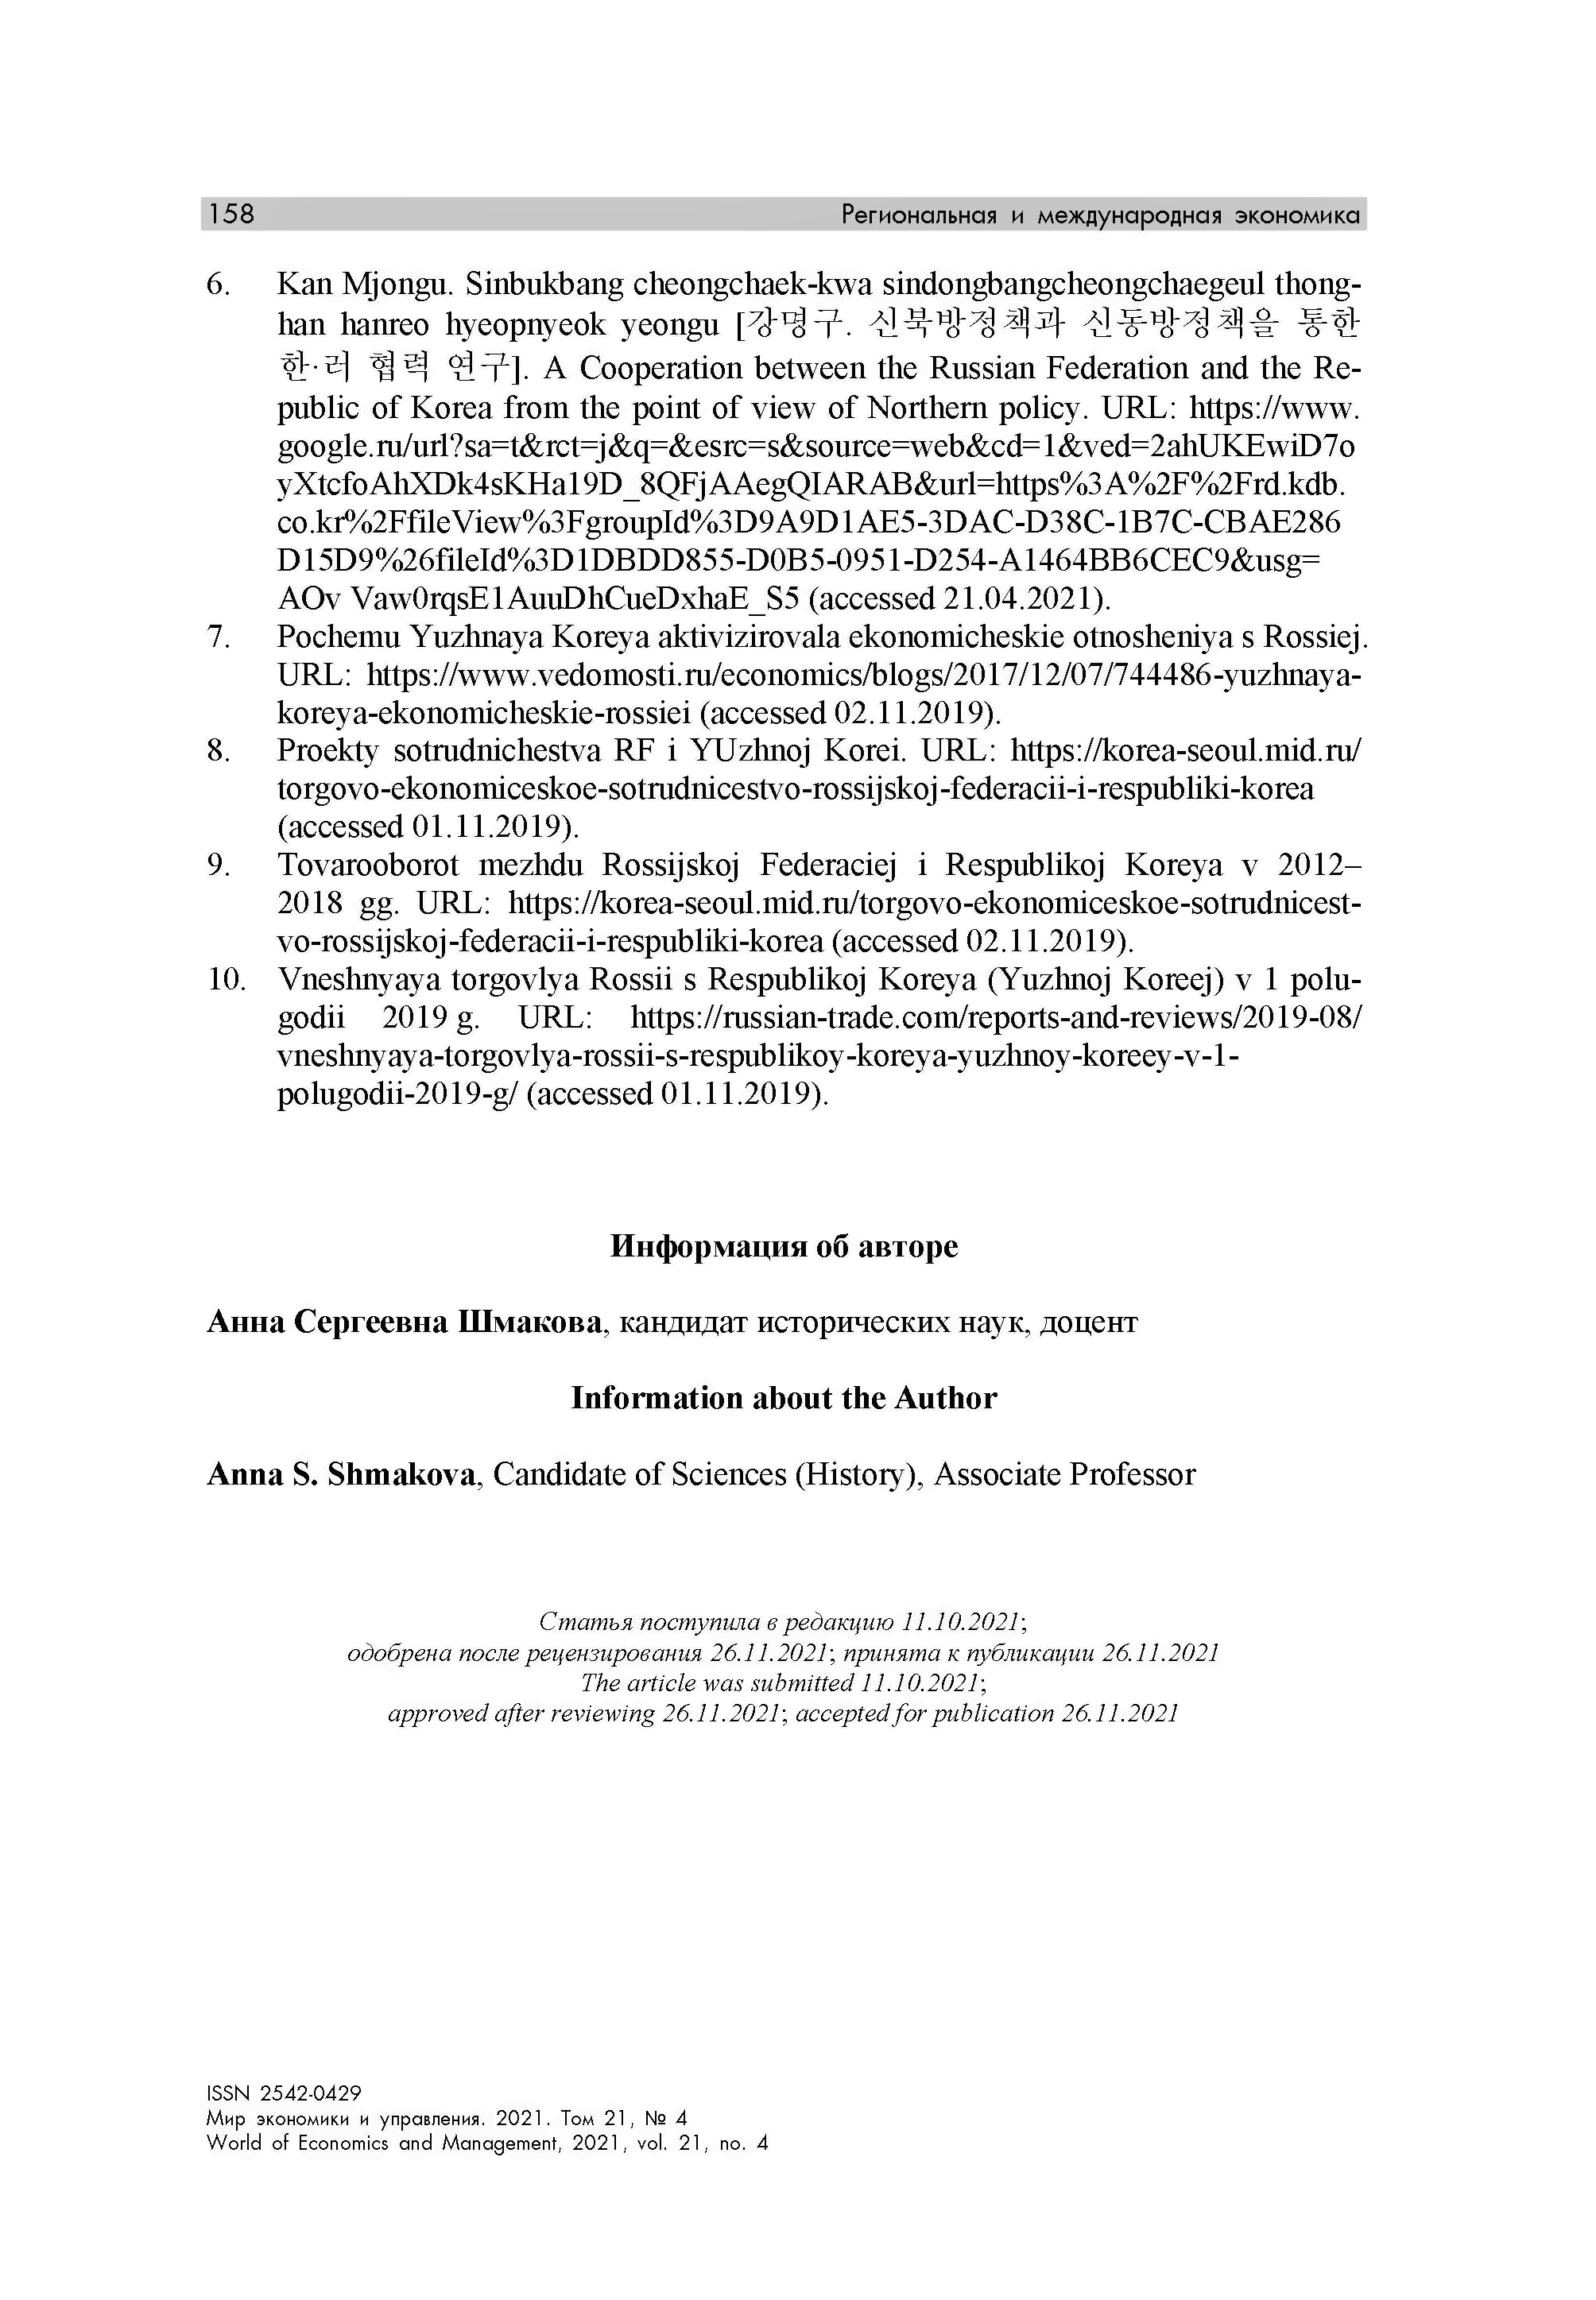 158 Региональная и международная экономика
6. Kan Mjongu. Sinbukbang cheongchaek-kwa sindongbangcheongchaegeul thong-
han hanreo hyeopnyeok yeongu [강명구. 신북방정책과 신동방정책을 통한
한·러 협력 연구]. A Cooperation between the Russian Federation and the Re-
public of Korea from the point of view of Northern policy. URL: https://www.
google.ru/url?sa=t&rct=j&q=&esrc=s&source=web&cd=1&ved=2ahUKEwiD7o
yXtcfoAhXDk4sKHa19D_8QFjAAegQIARAB&url=https%3A%2F%2Frd.kdb.
co.kr%2FfileView%3FgroupId%3D9A9D1AE5-3DAC-D38C-1B7C-CBAE286
D15D9%26fileId%3D1DBDD855-D0B5-0951-D254-A1464BB6CEC9&usg=
AOv VawOrqsE1AuuDhCueDxhaE_S5 (accessed 21.04.2021).
7. Pochemu Yuzhnaya Koreya aktivizirovala ekonomicheskie otnosheniya s Rossiej.
URL: https://www.vedomosti.ru/economics/blogs/2017/12/07/744486-yuzhnaya-
koreya-ekonomicheskie-rossiei (accessed 02.11.2019).
8. Proekty sotrudnichestva RF i YUzhnoj Korei. URL: https://korea-seoul.mid.ru/
torgovo-ekonomiceskoe-sotrudnicestvo-rossijskoj-federacii-i-respubliki-korea
(accessed 01.11.2019).
9. Tovarooborot mezhdu Rossijskoj Federaciej i Respublikoj Koreya v 2012–
2018 gg. URL: https://korea-seoul.mid.ru/torgovo-ekonomiceskoe-sotrudnicest-
vo-rossijskoj-federacii-i-respubliki-korea (accessed 02.11.2019).
10. Vneshnyaya torgovlya Rossii s Respublikoj Koreya (Yuzhnoj Koreej) v 1 polu-
godii 2019 g. URL: https://russian-trade.com/reports-and-reviews/2019-08/
vneshnyaya-torgovlya-rossii-s-respublikoy-koreya-yuzhnoy-koreey-v-1-
polugodii-2019-g/ (accessed 01.11.2019).
Информация об авторе
Анна Сергеевна Шмакова, кандидат исторических наук, доцент
Information about the Author
Anna S. Shmakova, Candidate of Sciences (History), Associate Professor
Статья поступила в редакцию 11.10.2021;
одобрена после рецензирования 26.11.2021; принята к публикации 26.11.2021
The article was submitted 11.10.2021;
approved after reviewing 26.11.2021; accepted for publication 26.11.2021
ISSN 2542-0429
Мир экономики и управления. 2021. Том 21, № 4
World of Economics and Management, 2021, vol. 21, no. 4